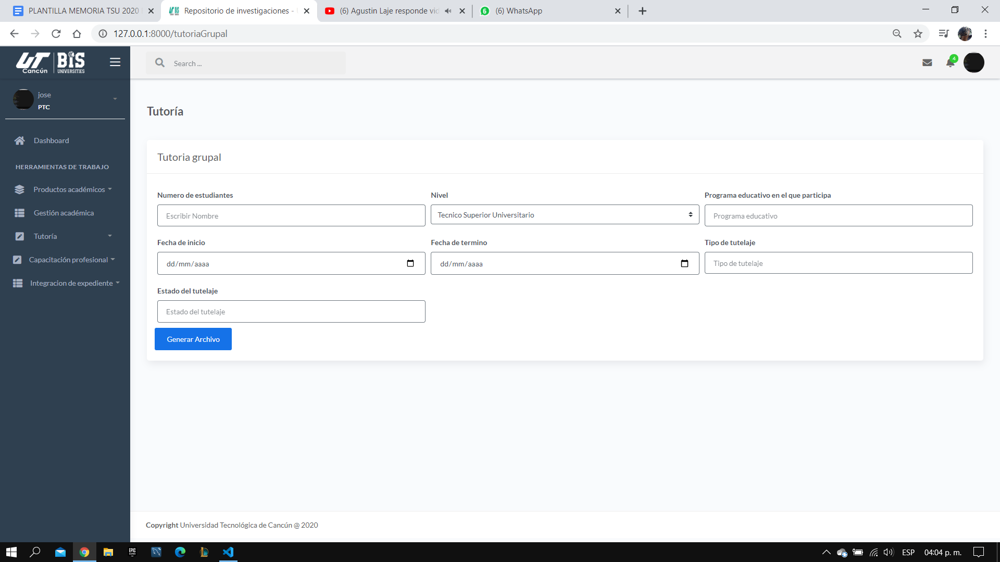 PLANTILLA MEMORIA TSU 2020
Repositorio de investigaciones -
(6) Agustin Laje responde vid
6 (6) WhatsApp
127.0.0.1:8000/tutoriaGrupal
UT Cancún BIS UNIVERSITIES
Search ...
4
jose
PTC
Dashboard
HERRAMIENTAS DE TRABAJO
Productos académicos
Gestión académica
Tutoría
Capacitación profesional
Integracion de expediente
Tutoría
Tutoria grupal
Numero de estudiantes
Nivel
Programa educativo en el que participa
Escribir Nombre
Tecnico Superior Universitario
Programa educativo
Fecha de inicio
Fecha de termino
Tipo de tutelaje
dd/mm/aaaa
dd/mm/aaaa
Tipo de tutelaje
Estado del tutelaje
Estado del tutelaje
Generar Archivo
Copyright Universidad Tecnológica de Cancún @ 2020
EPIC GAMES
ESP
04:04 p. m.